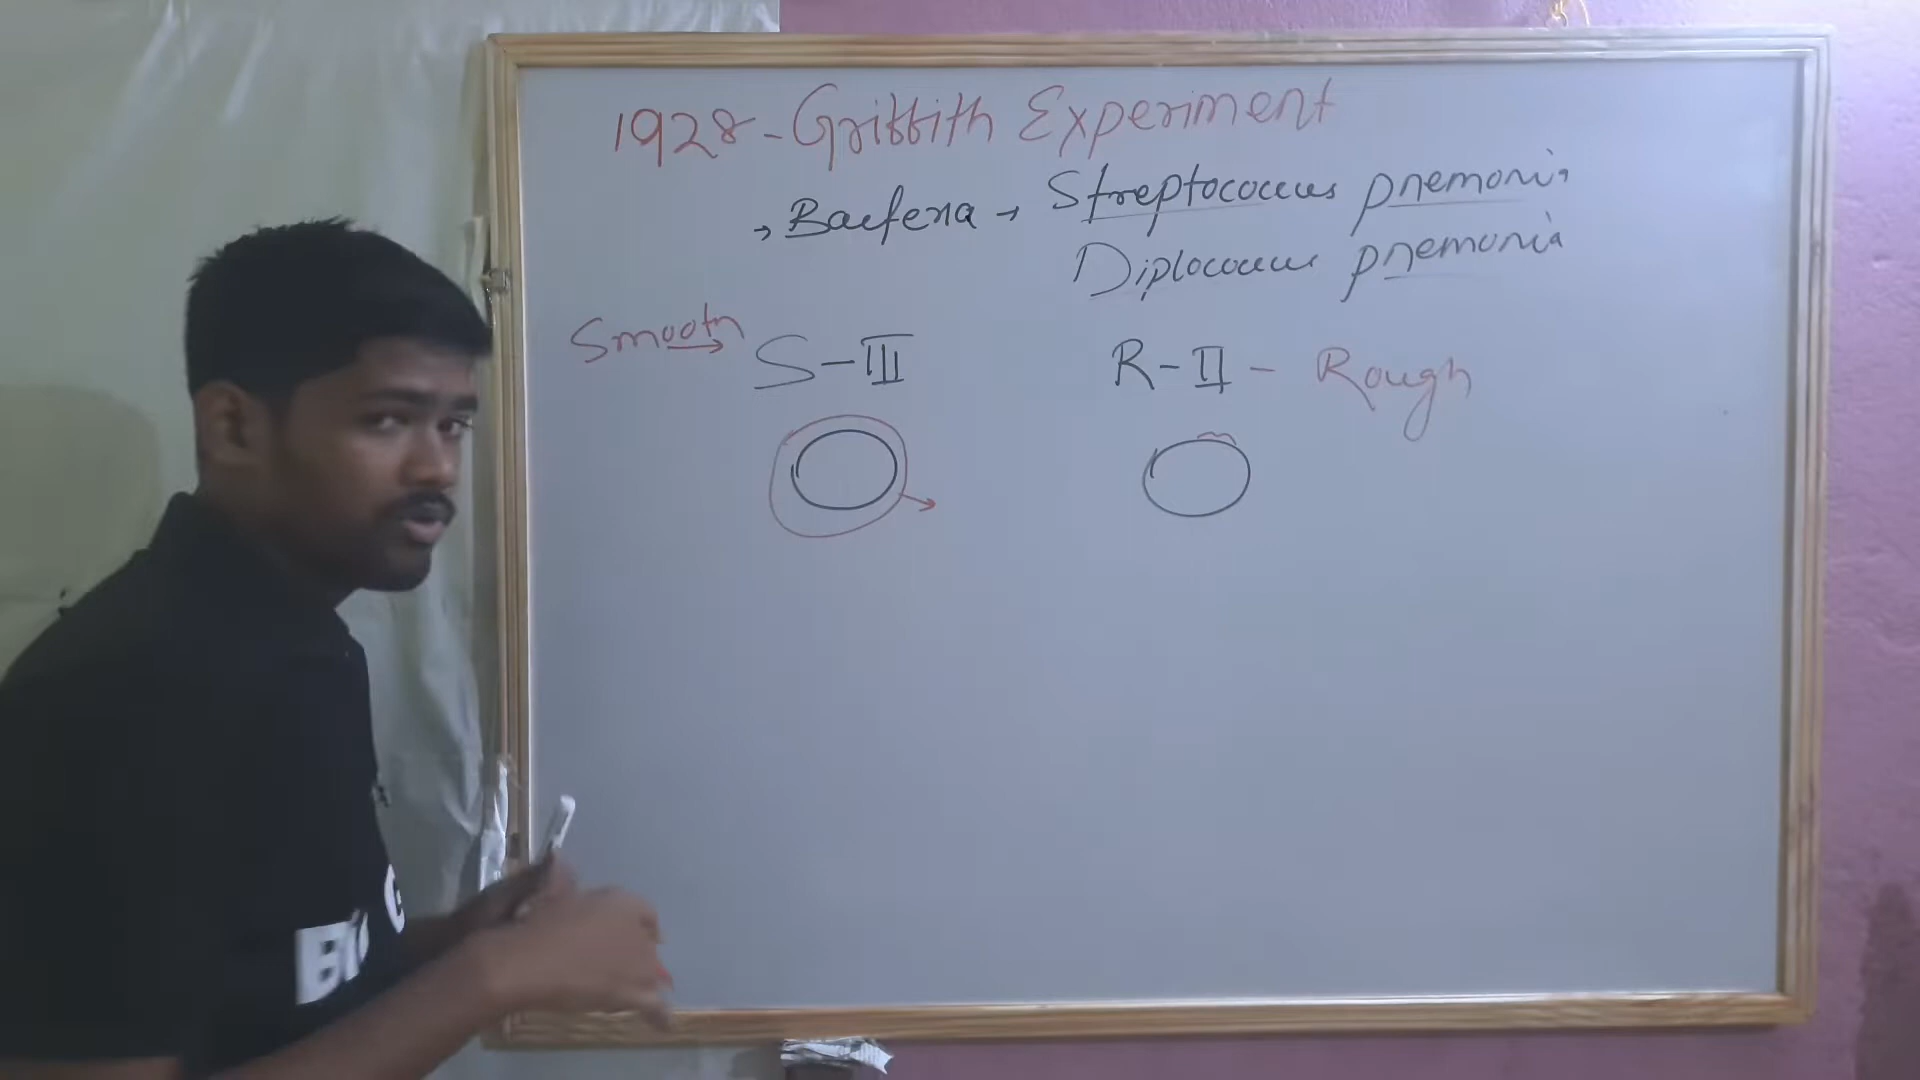 1928-Griffith Experiment
→ Bacteria → Streptococcus pnemonia
Diplococcus pnemonia
Smooth → S-III
R-II - Rough